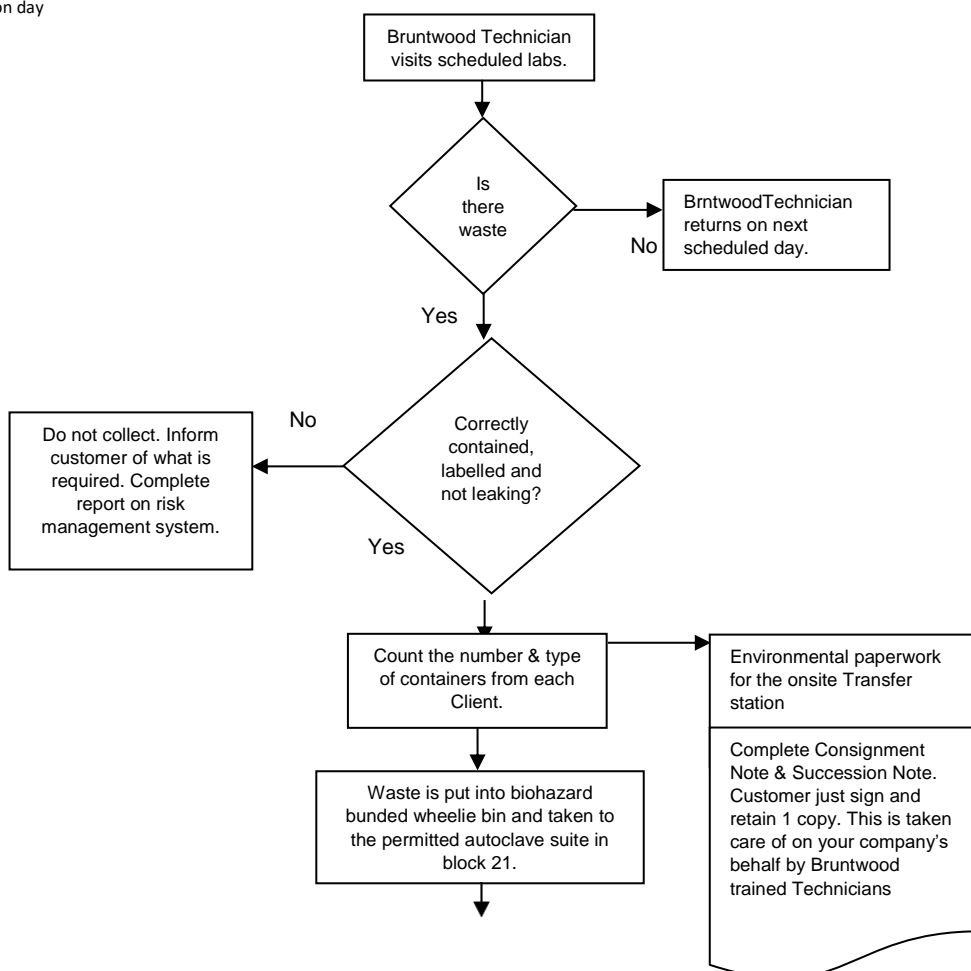 on day
Bruntwood Technician
visits scheduled labs.
Is
there
waste
BrntwoodTechnician
returns on next
scheduled day.
No
Yes
No
Correctly
contained,
labelled and
not leaking?
Do not collect. Inform
customer of what is
required. Complete
report on risk
management system.
Yes
Count the number & type
of containers from each
Client.
Environmental paperwork
for the onsite Transfer
station
Complete Consignment
Note & Succession Note.
Customer just sign and
retain 1 copy. This is taken
care of on your company's
behalf by Bruntwood
trained Technicians
Waste is put into biohazard
bunded wheelie bin and taken to
the permitted autoclave suite in
block 21.